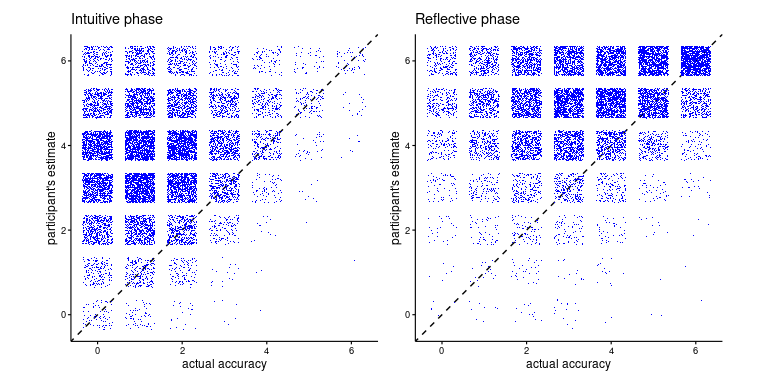 Intuitive phase
participant's estimate
6
4
2
0
0 2 4 6
actual accuracy
Reflective phase
participant's estimate
6
4
2
0
0 2 4 6
actual accuracy